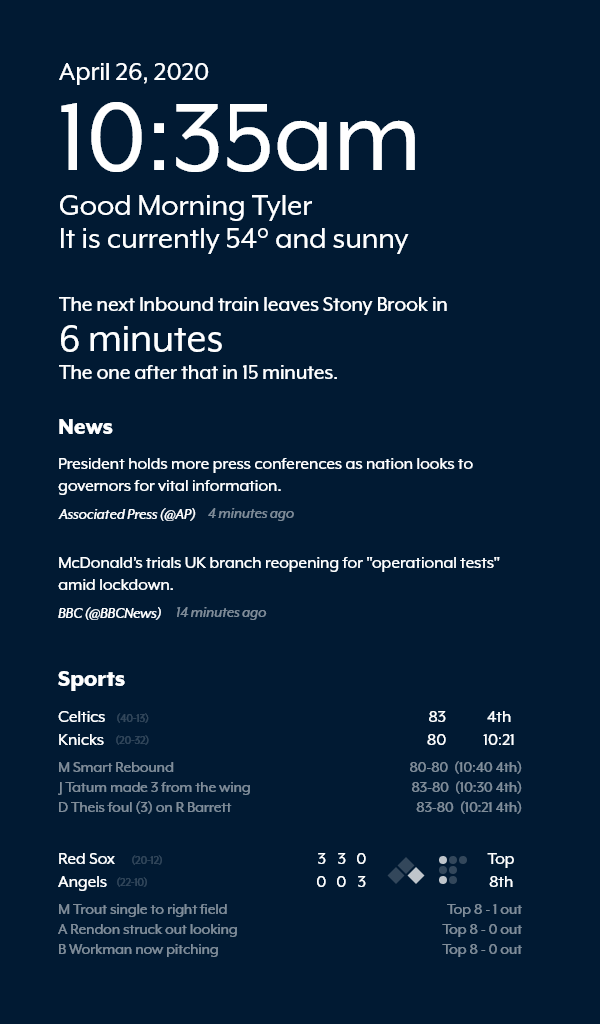 April 26, 2020
10:35am
Good Morning Tyler
It is currently 54° and sunny
The next Inbound train leaves Stony Brook in
6 minutes
The one after that in 15 minutes.
News
President holds more press conferences as nation looks to
governors for vital information.
Associated Press (@AP) 4 minutes ago
McDonald's trials UK branch reopening for "operational tests"
amid lockdown.
BBC (@BBCNews) 14 minutes ago
Sports
Celtics (40-13) 83 4th
Knicks (20-32) 80 10:21
M Smart Rebound 80-80 (10:40 4th)
J Tatum made 3 from the wing 83-80 (10:30 4th)
D Theis foul (3) on R Barrett 83-80 (10:21 4th)
Red Sox (20-12) 3 3 0 Top
Angels (22-10) 0 0 3 8th
M Trout single to right field Top 8 - 1 out
A Rendon struck out looking Top 8 - 0 out
B Workman now pitching Top 8 - 0 out